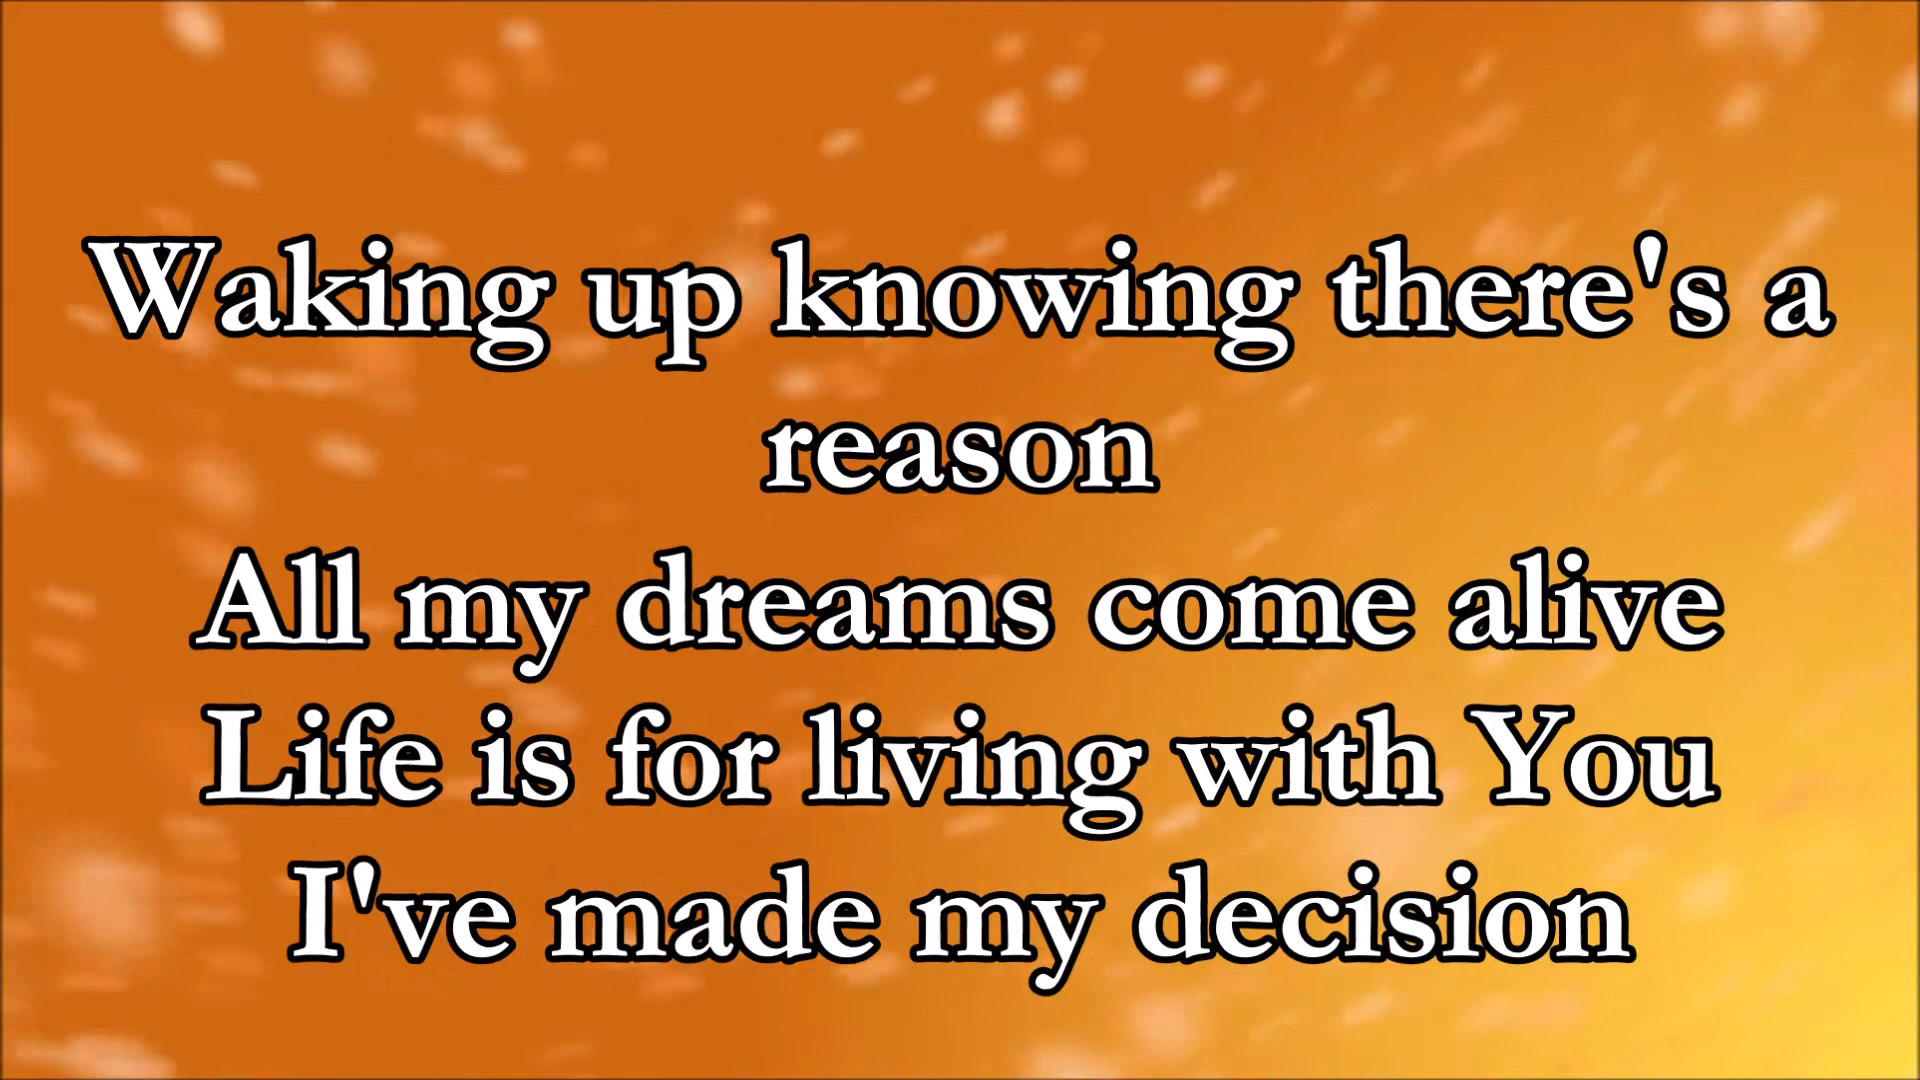 Waking up knowing there's a
reason
All my dreams come alive
Life is for living with You
I've made my decision